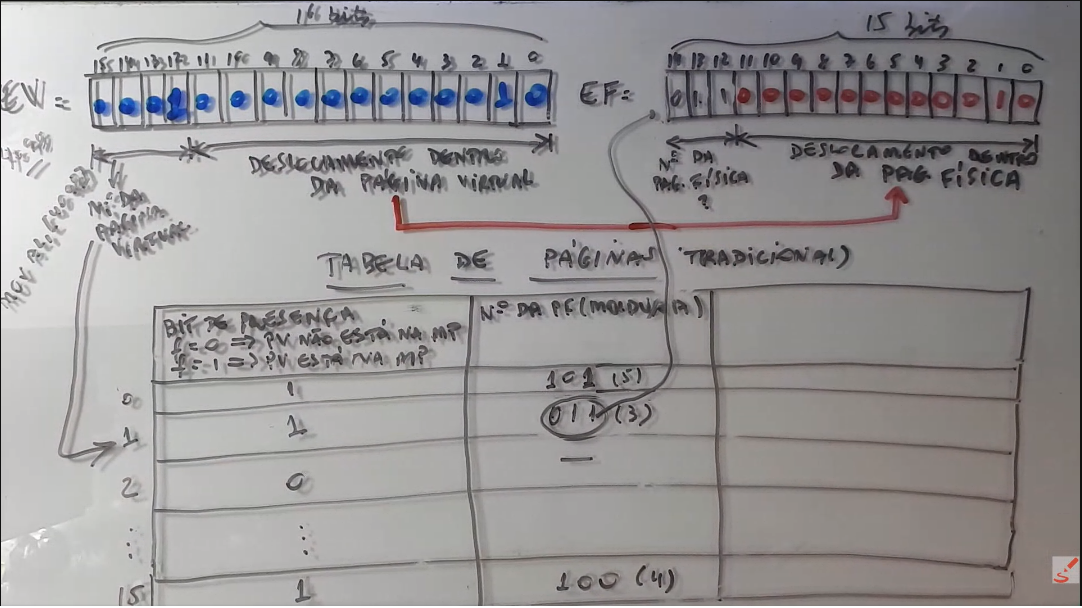 16 bits
15 bits
15 14 13 12 11 10 9 8 7 6 5 4 3 2 1 0
14 13 12 11 10 9 8 7 6 5 4 3 2 1 0
EV =
0 0 0 1 0 0 0 0 0 0 0 0 0 0 1 0
EF =
0 1 1 0 0 0 0 0 0 0 0 0 0 1 0
DESLOCAMENTO DENTRO
DA PÁGINA VIRTUAL
Nº DA
PÁGINA
VIRTUAL
Nº DA
PAG. FÍSICA
?
DESLOCAMENTO DENTRO
DA PAG. FÍSICA
TABELA DE PÁGINAS TRADICIONAL)
BIT DE PRESENÇA
f=0 => PV NÃO ESTÁ NA MP
f=1 => PV ESTÁ NA MP
Nº DA PF (MOLDURA)
0 1 101 (5)
1 1 011 (3)
2 0 —
⋮ ⋮
15 1 100 (4)